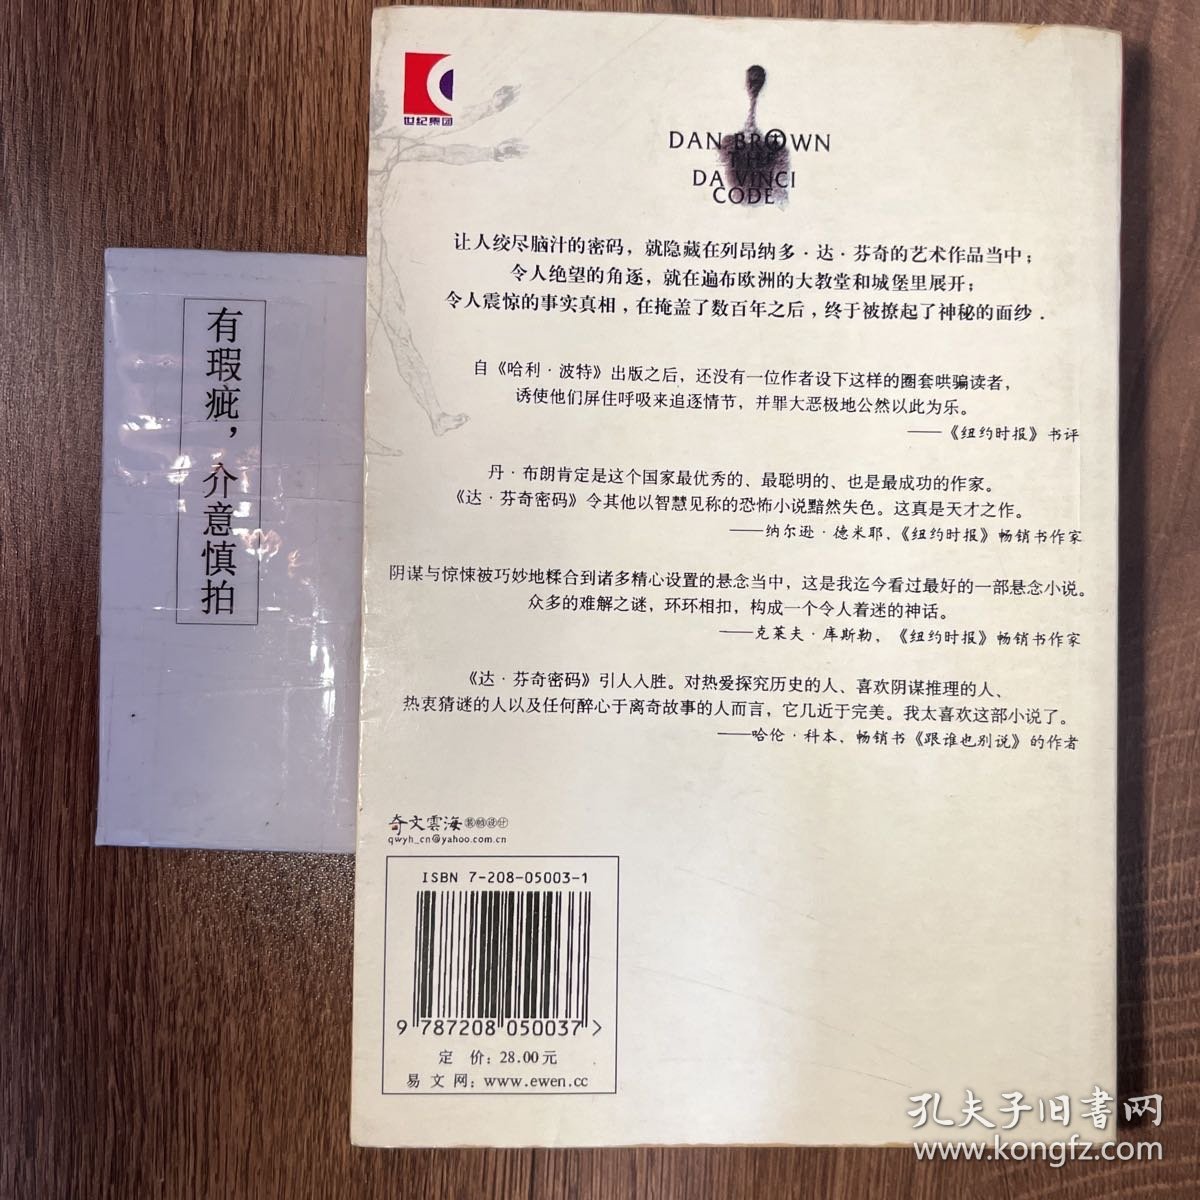 世纪集团
DAN BROWN
THE
DA VINCI
CODE
让人绞尽脑汁的密码，就隐藏在列昂纳多·达·芬奇的艺术作品当中；
令人绝望的角逐，就在遍布欧洲的大教堂和城堡里展开；
令人震惊的事实真相，在掩盖了数百年之后，终于被撩起了神秘的面纱．
自《哈利·波特》出版之后，还没有一位作者设下这样的圈套哄骗读者，
诱使他们屏住呼吸来追逐情节，并罪大恶极地公然以此为乐。
——《纽约时报》书评
丹·布朗肯定是这个国家最优秀的、最聪明的、也是最成功的作家。
《达·芬奇密码》令其他以智慧见称的恐怖小说黯然失色。这真是天才之作。
——纳尔逊·德米耶，《纽约时报》畅销书作家
阴谋与惊悚被巧妙地糅合到诸多精心设置的悬念当中，这是我迄今看过最好的一部悬念小说。
众多的难解之谜，环环相扣，构成一个令人着迷的神话。
——克莱夫·库斯勒，《纽约时报》畅销书作家
《达·芬奇密码》引人入胜。对热爱探究历史的人、喜欢阴谋推理的人、
热衷猜谜的人以及任何醉心于离奇故事的人而言，它几近于完美。我太喜欢这部小说了。
——哈伦·科本、畅销书《跟谁也别说》的作者
有瑕疵，介意慎拍
奇文雲海装帧设计
qwyh_cn@yahoo.com.cn
ISBN 7-208-05003-1
9 787208 050037 >
定 价：28.00元
易 文 网：www.ewen.cc
孔夫子旧书网
www.kongfz.com